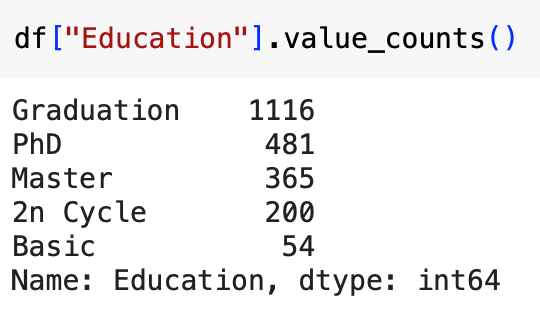 df["Education"].value_counts()
Graduation    1116
PhD            481
Master         365
2n Cycle       200
Basic           54
Name: Education, dtype: int64